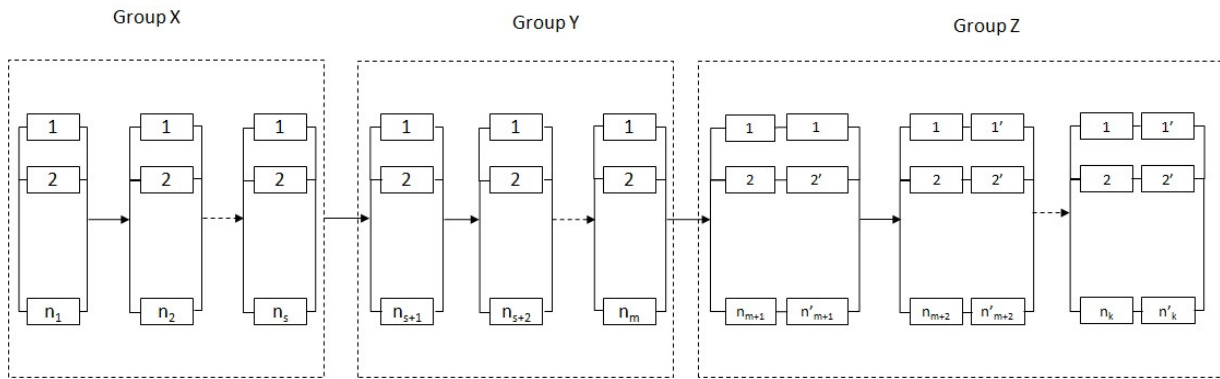 Group X
Group Y
Group Z
1 1 1 1 1 1 1 1 1 1' 1 1'
2 2 2 2 2 2 2 2' 2 2' 2 2'
n₁ n₂ nₛ nₛ₊₁ nₛ₊₂ nₘ nₘ₊₁ n'ₘ₊₁ nₘ₊₂ n'ₘ₊₂ nₖ n'ₖ